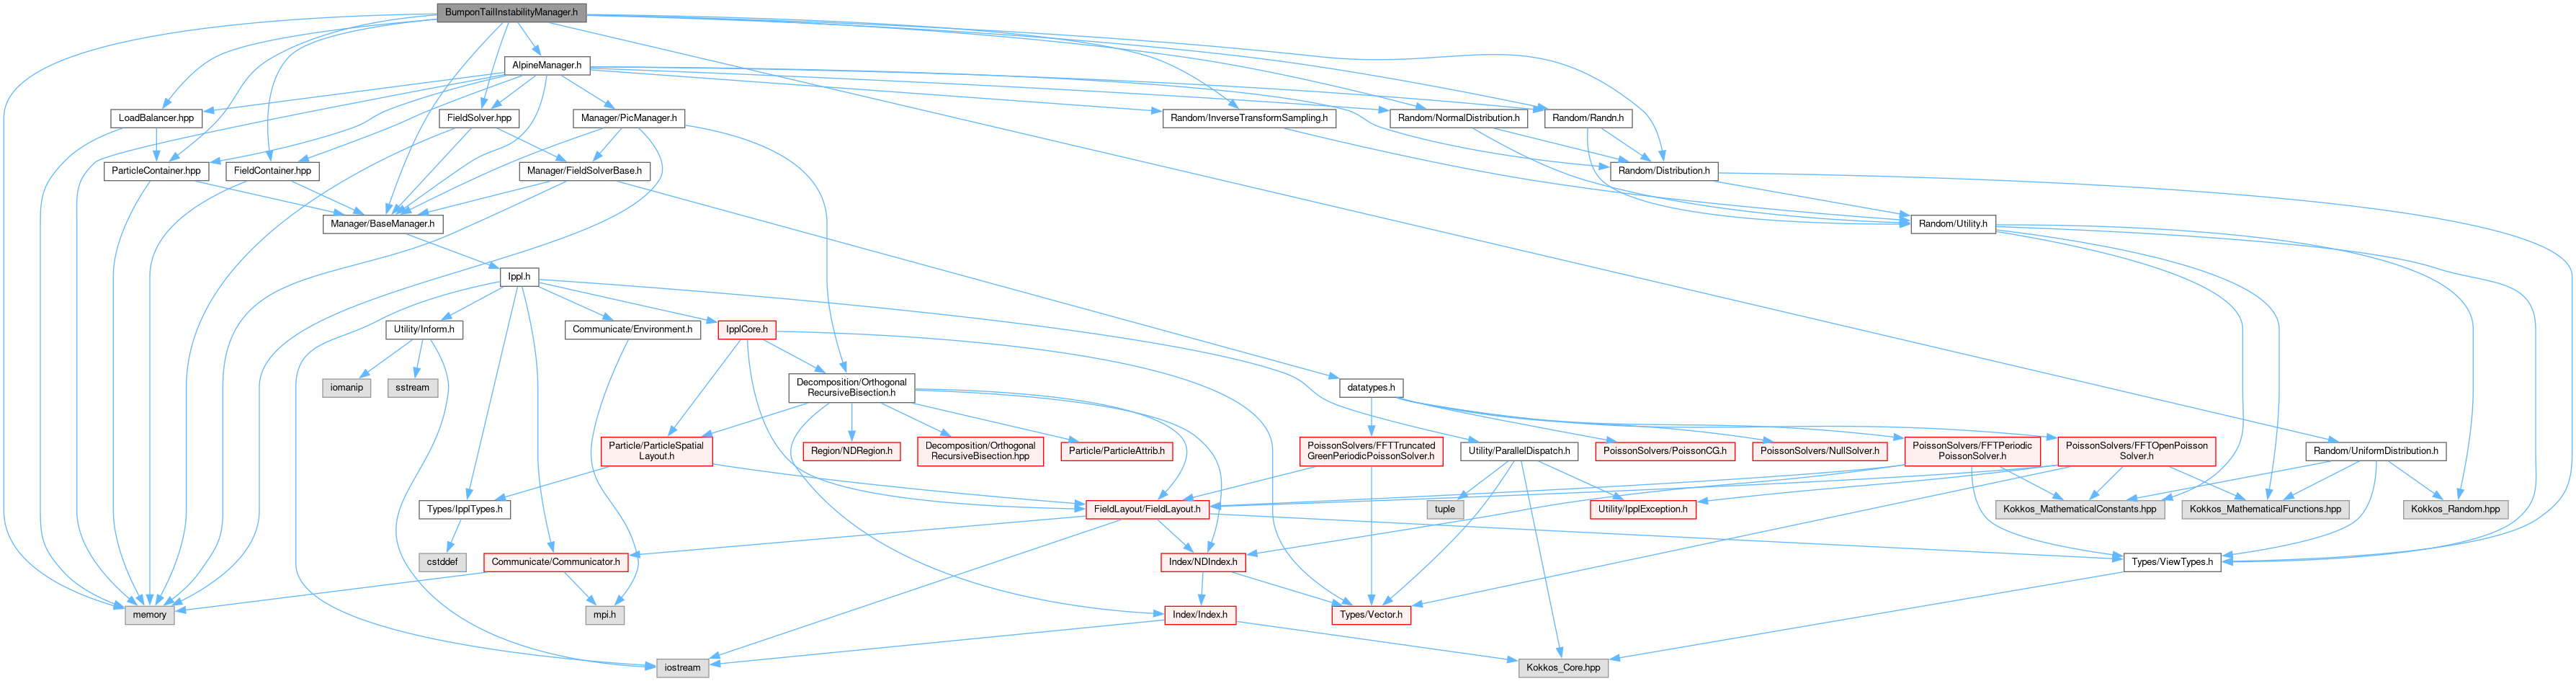 BumponTailInstabilityManager.h
AlpineManager.h
LoadBalancer.hpp
FieldSolver.hpp
Manager/PicManager.h
Random/InverseTransformSampling.h
Random/NormalDistribution.h
Random/Randn.h
ParticleContainer.hpp
FieldContainer.hpp
Manager/FieldSolverBase.h
Random/Distribution.h
Manager/BaseManager.h
Random/Utility.h
Ippl.h
Utility/Inform.h
Communicate/Environment.h
IpplCore.h
iomanip
sstream
Decomposition/Orthogonal
RecursiveBisection.h
datatypes.h
Particle/ParticleSpatial
Layout.h
Region/NDRegion.h
Decomposition/Orthogonal
RecursiveBisection.hpp
Particle/ParticleAttrib.h
PoissonSolvers/FFTTruncated
GreenPeriodicPoissonSolver.h
Utility/ParallelDispatch.h
PoissonSolvers/PoissonCG.h
PoissonSolvers/NullSolver.h
PoissonSolvers/FFTPeriodic
PoissonSolver.h
PoissonSolvers/FFTOpenPoisson
Solver.h
Random/UniformDistribution.h
Types/IpplTypes.h
FieldLayout/FieldLayout.h
tuple
Utility/IpplException.h
Kokkos_MathematicalConstants.hpp
Kokkos_MathematicalFunctions.hpp
Kokkos_Random.hpp
cstddef
Communicate/Communicator.h
Index/NDIndex.h
Types/ViewTypes.h
memory
mpi.h
Index/Index.h
Types/Vector.h
iostream
Kokkos_Core.hpp